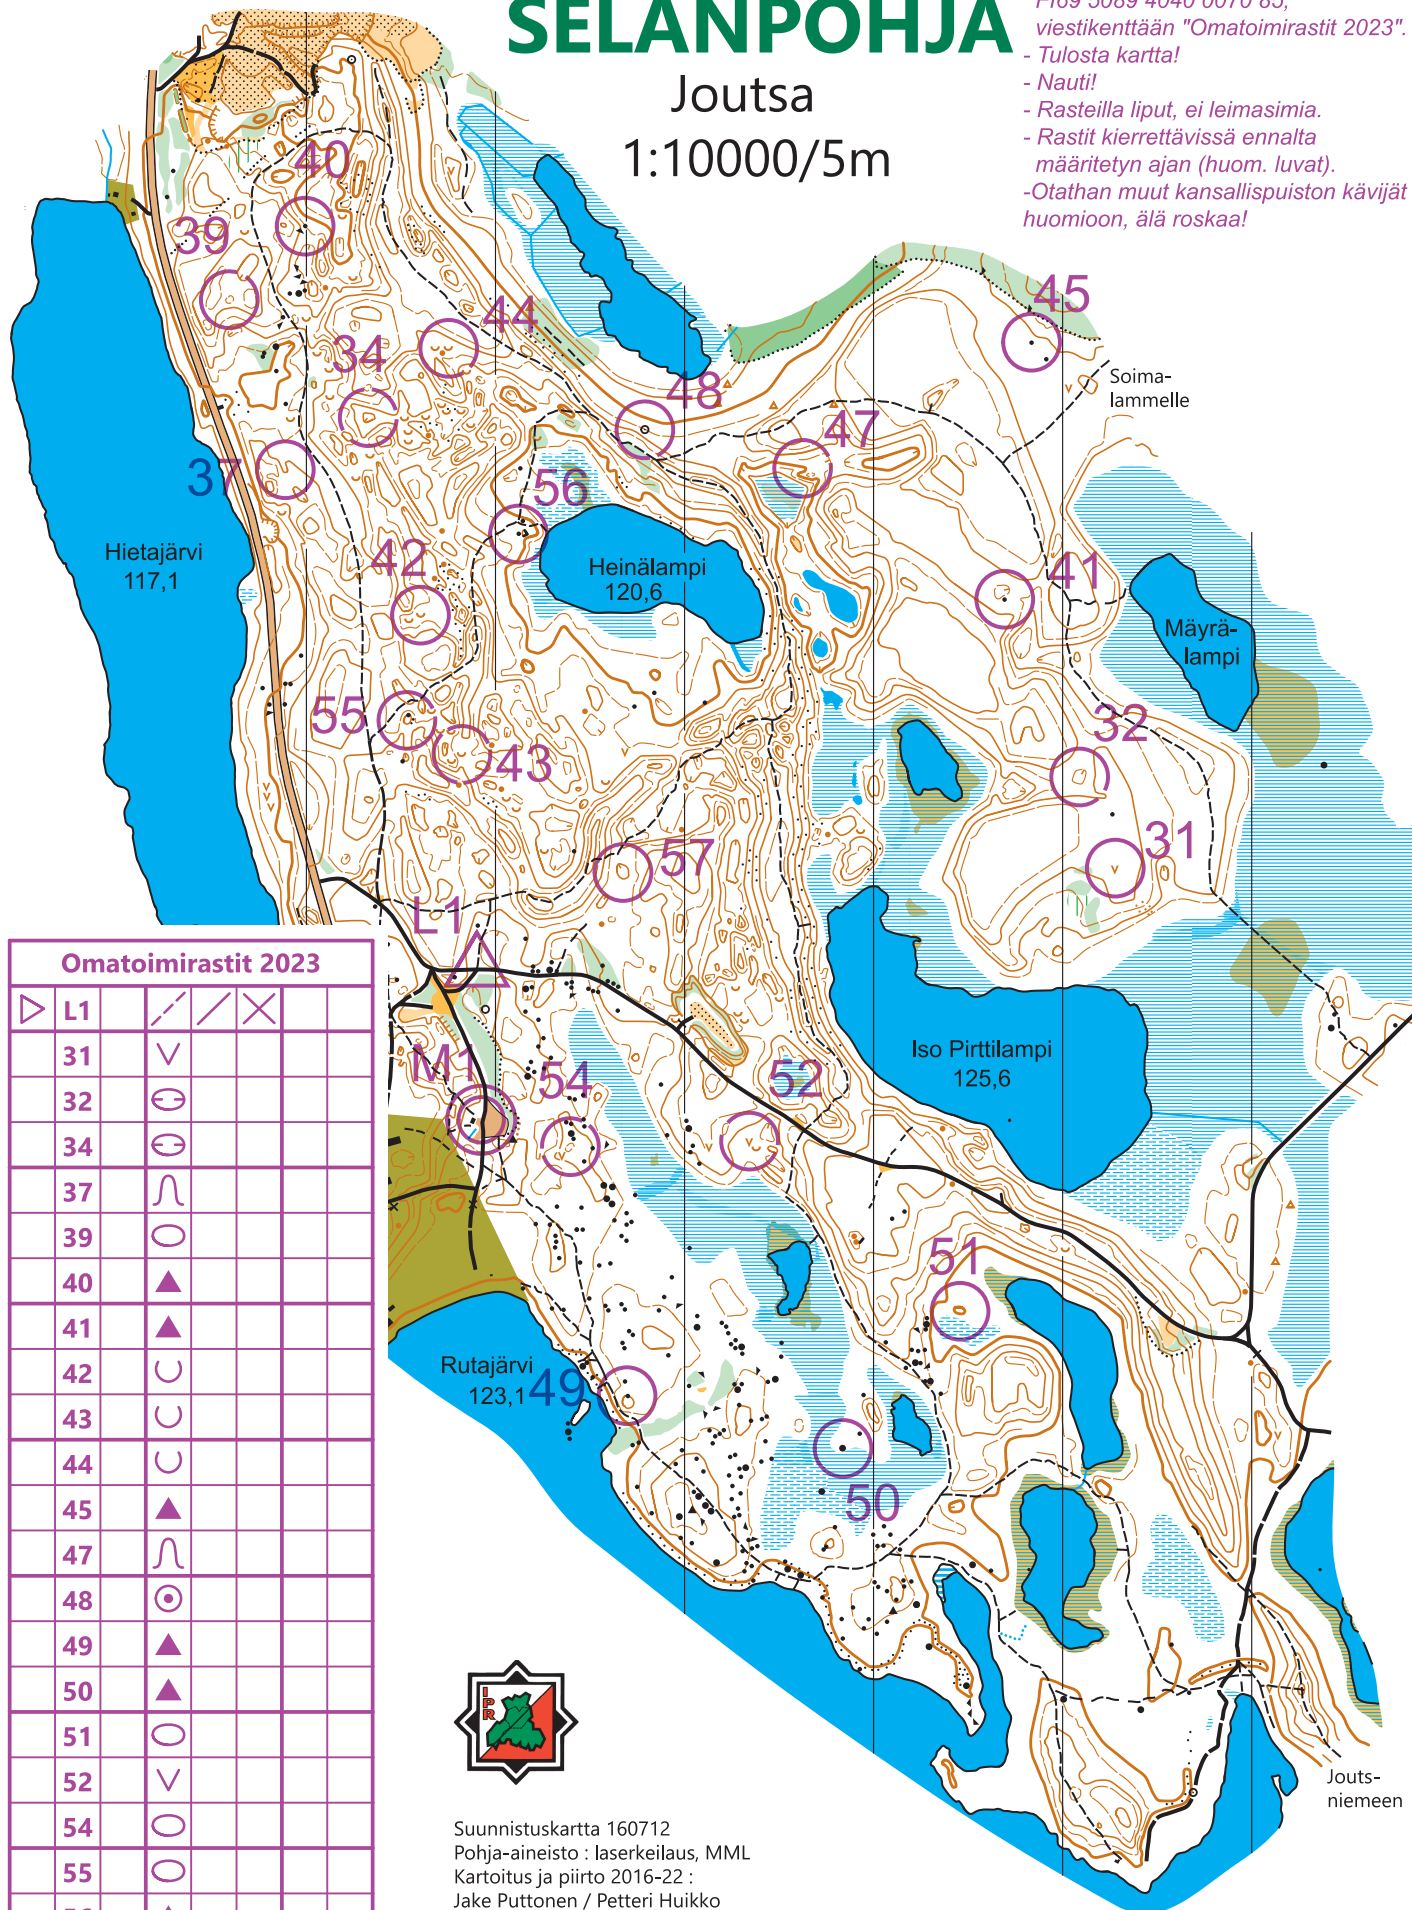 SELÄNPOHJA
Joutsa
1:10000/5m
viestikenttään "Omatoimirastit 2023".
- Tulosta kartta!
- Nauti!
- Rasteilla liput, ei leimasimia.
- Rastit kierrettävissä ennalta
määritetyn ajan (huom. luvat).
-Otathan muut kansallispuiston kävijät
huomioon, älä roskaa!
40
39
45
44
34
Soima-
lammelle
48
47
37
56
Hietajärvi
117,1
42
Heinälampi
120,6
41
Mäyrä-
lampi
55
32
43
57
31
L1
Iso Pirttilampi
125,6
M1
54
52
51
Rutajärvi
123,1
49
50
Jouts-
niemeen
Omatoimirastit 2023
L1
31
32
34
37
39
40
41
42
43
44
45
47
48
49
50
51
52
54
55
IPR
Suunnistuskartta 160712
Pohja-aineisto : laserkeilaus, MML
Kartoitus ja piirto 2016-22 :
Jake Puttonen / Petteri Huikko